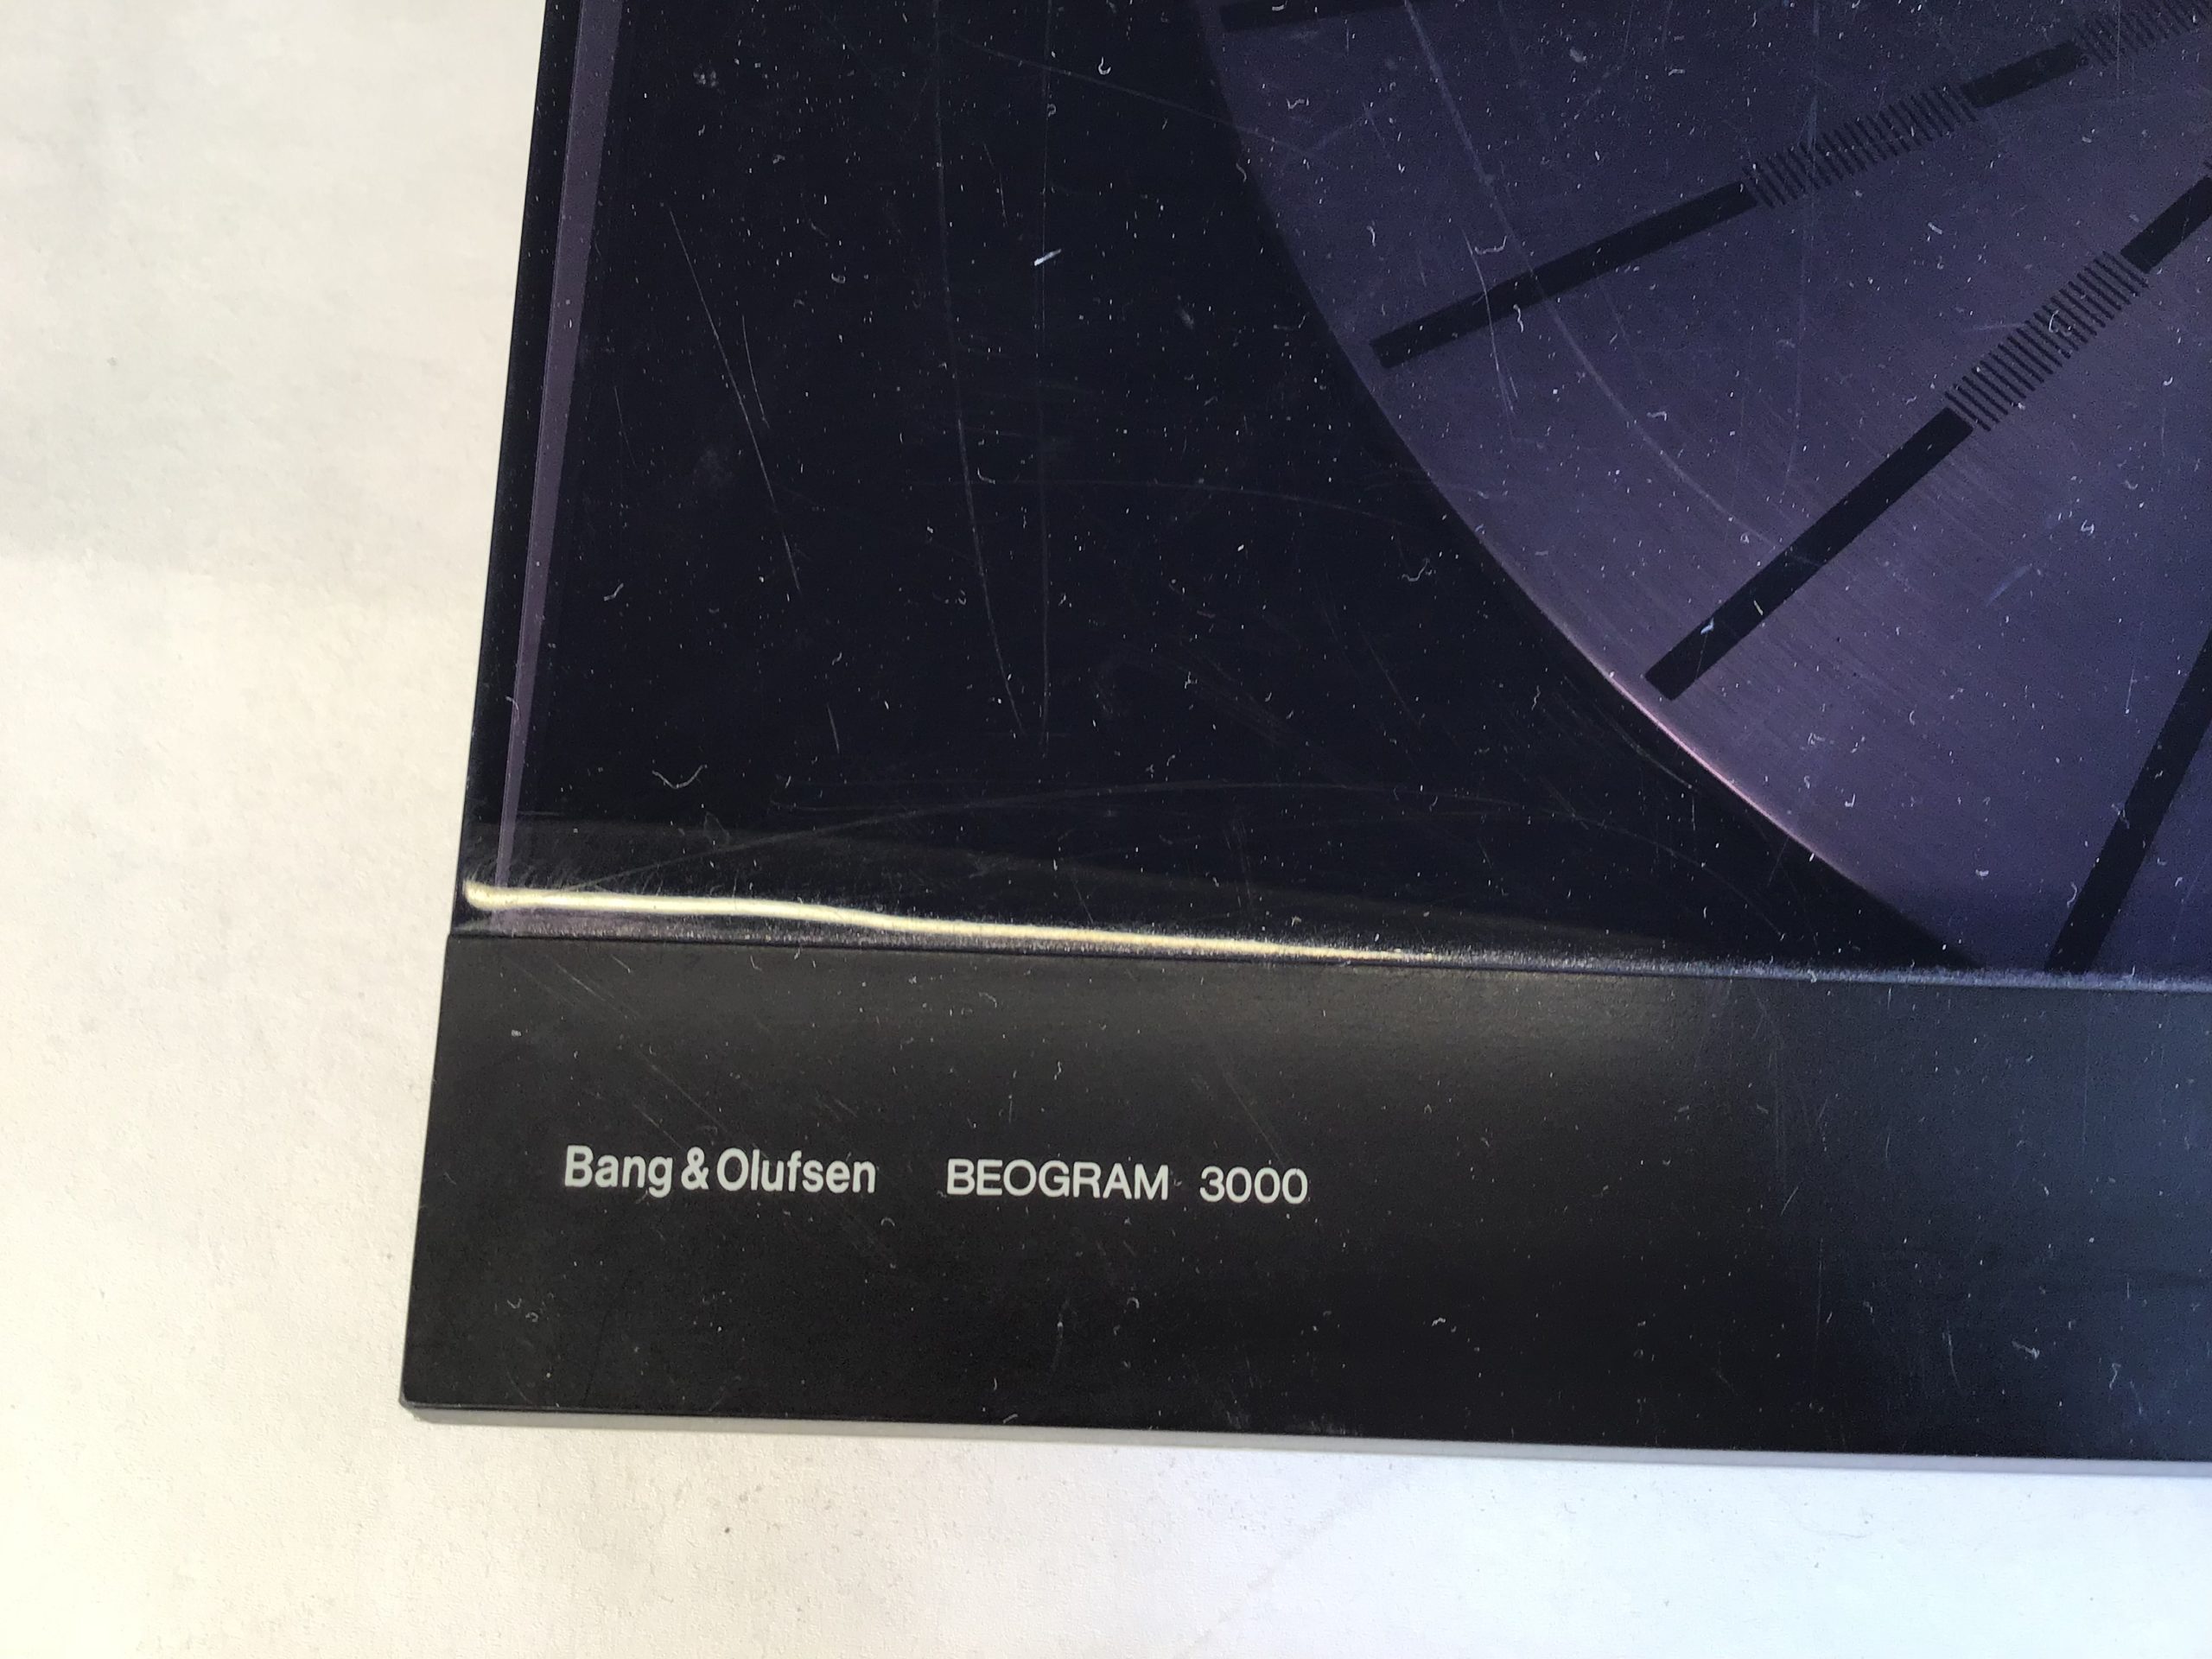 Bang & Olufsen BEOGRAM 3000